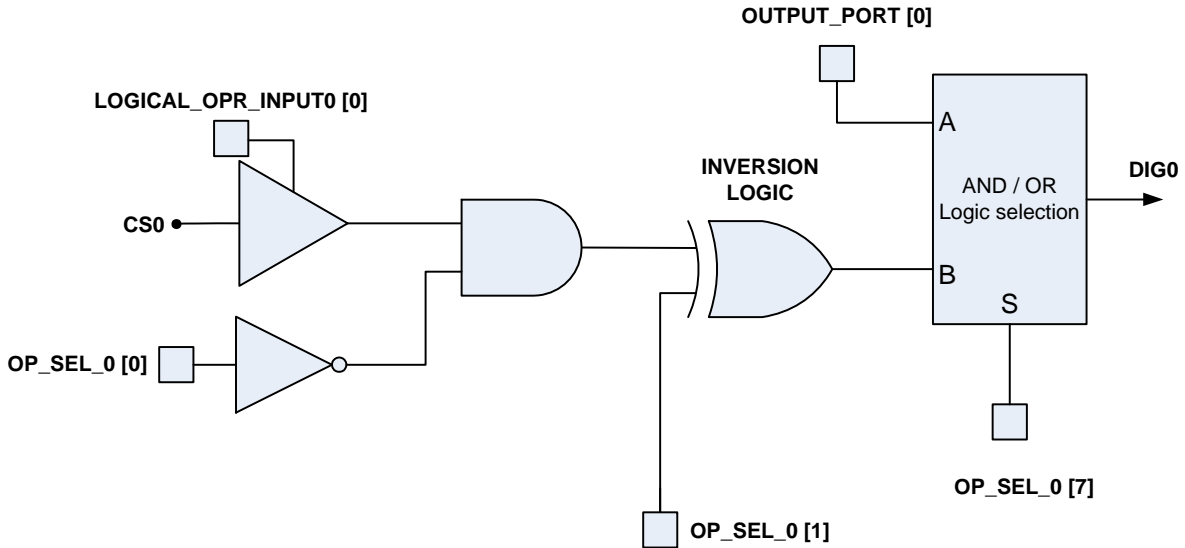 OUTPUT_PORT [0]
LOGICAL_OPR_INPUT0 [0]
A
INVERSION
LOGIC
DIG0
AND / OR
Logic selection
CS0
B
S
OP_SEL_0 [0]
OP_SEL_0 [7]
OP_SEL_0 [1]